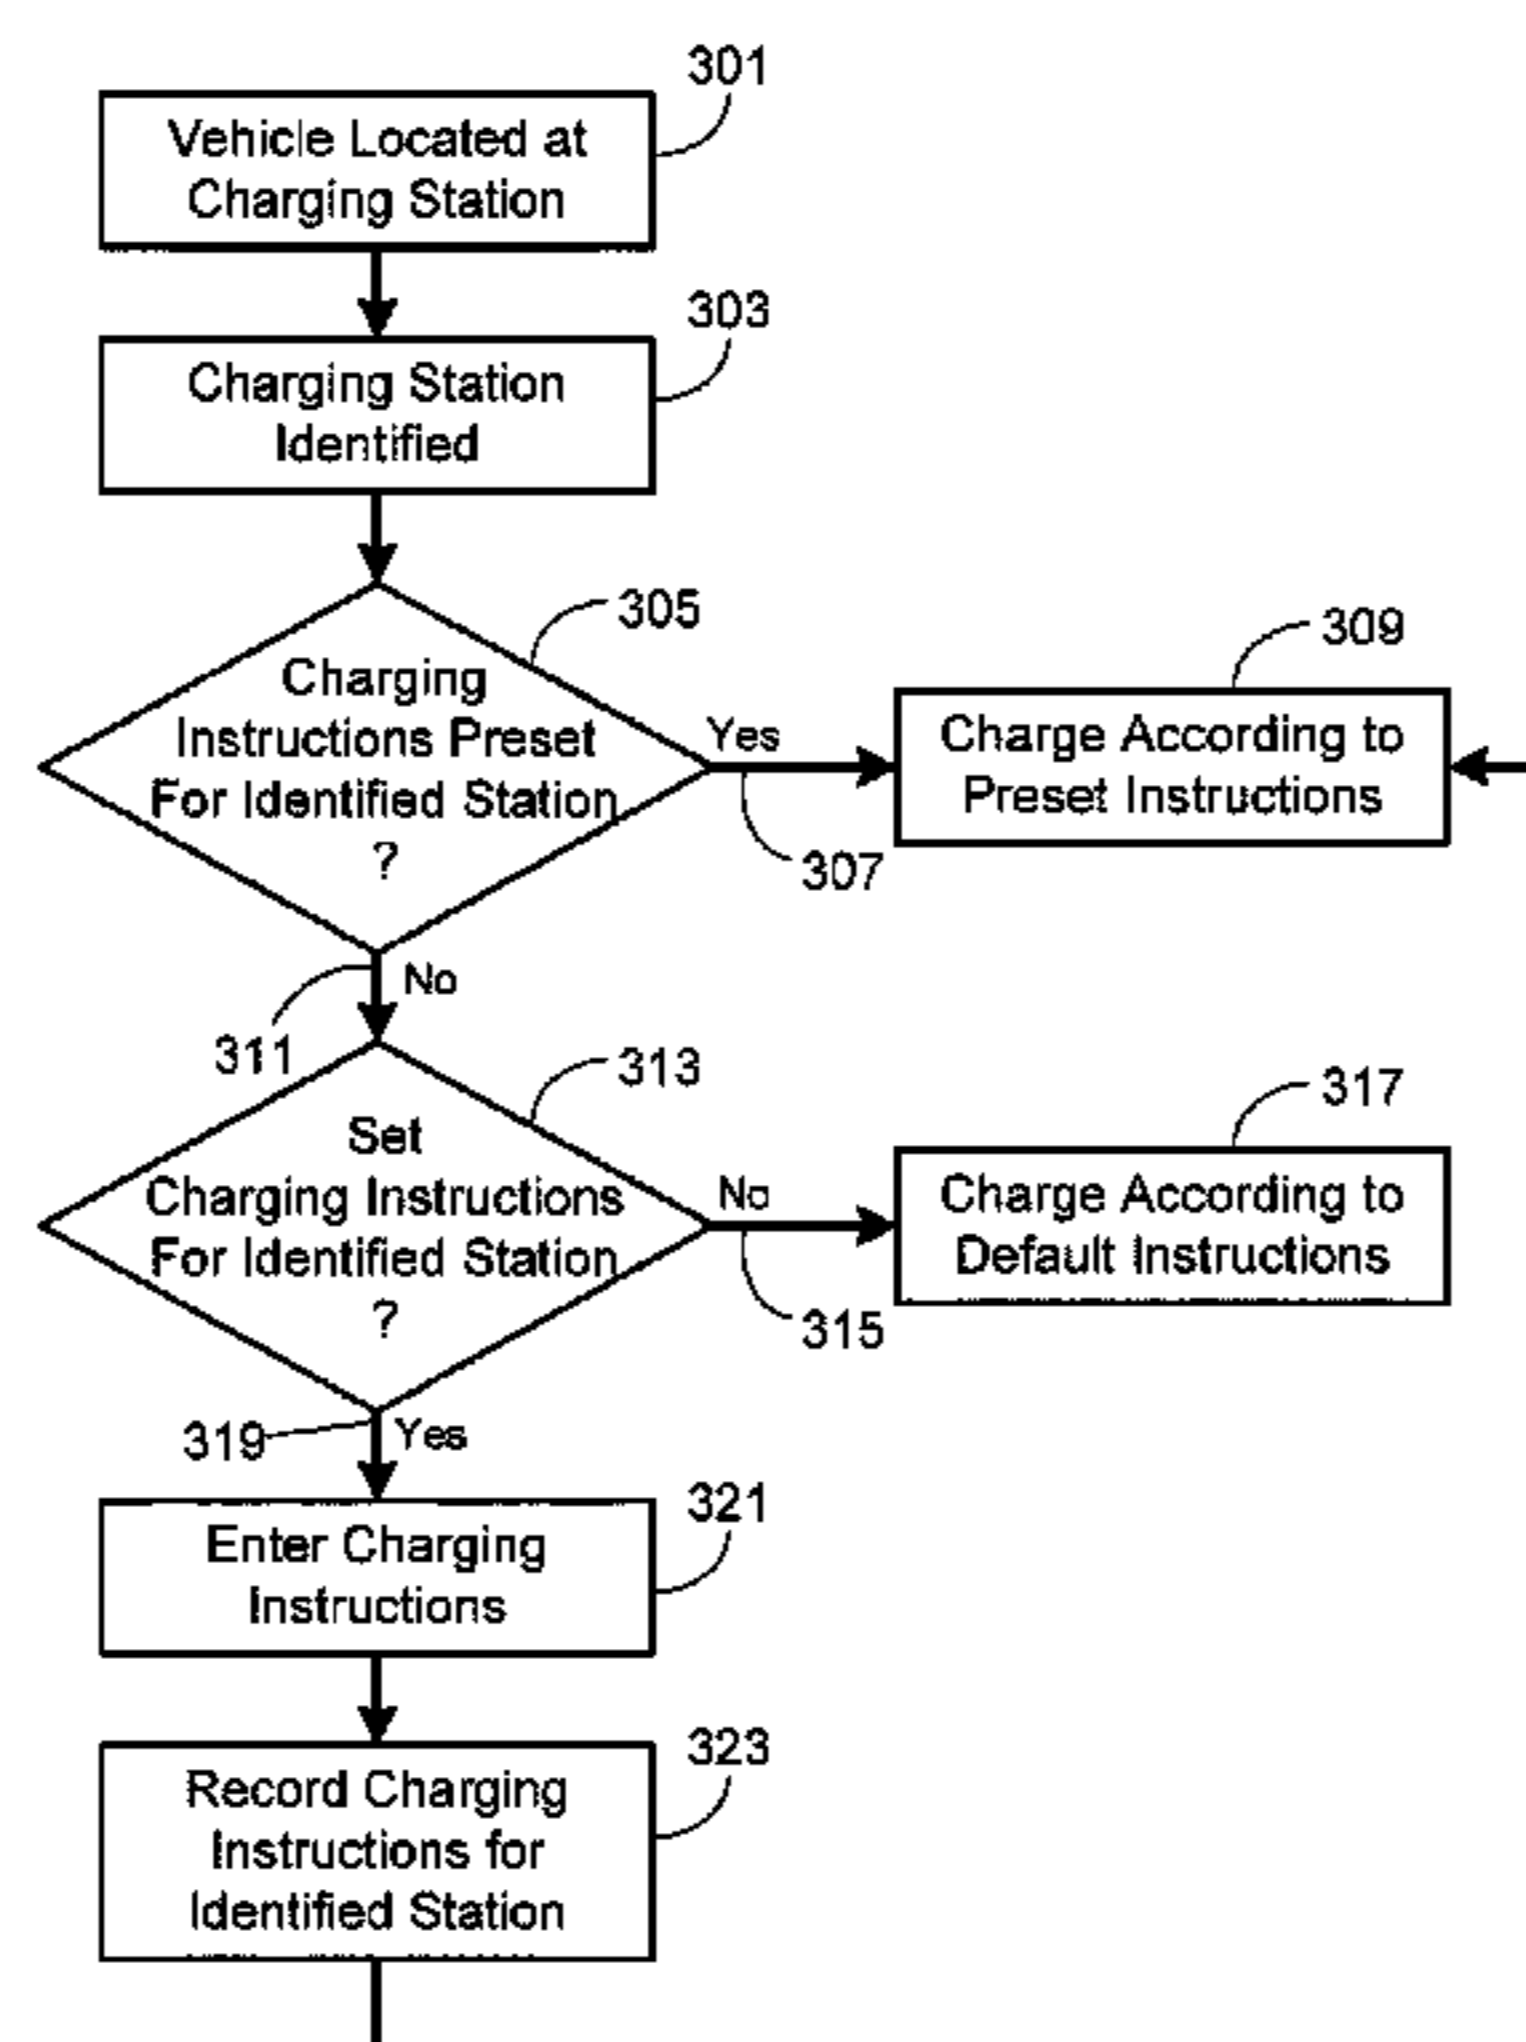 301
Vehicle Located at
Charging Station
303
Charging Station
Identified
305
Charging
Instructions Preset
For Identified Station
?
Yes
307
309
Charge According to
Preset Instructions
No
311
313
Set
Charging Instructions
For Identified Station
?
No
315
317
Charge According to
Default Instructions
319
Yes
321
Enter Charging
Instructions
323
Record Charging
Instructions for
Identified Station